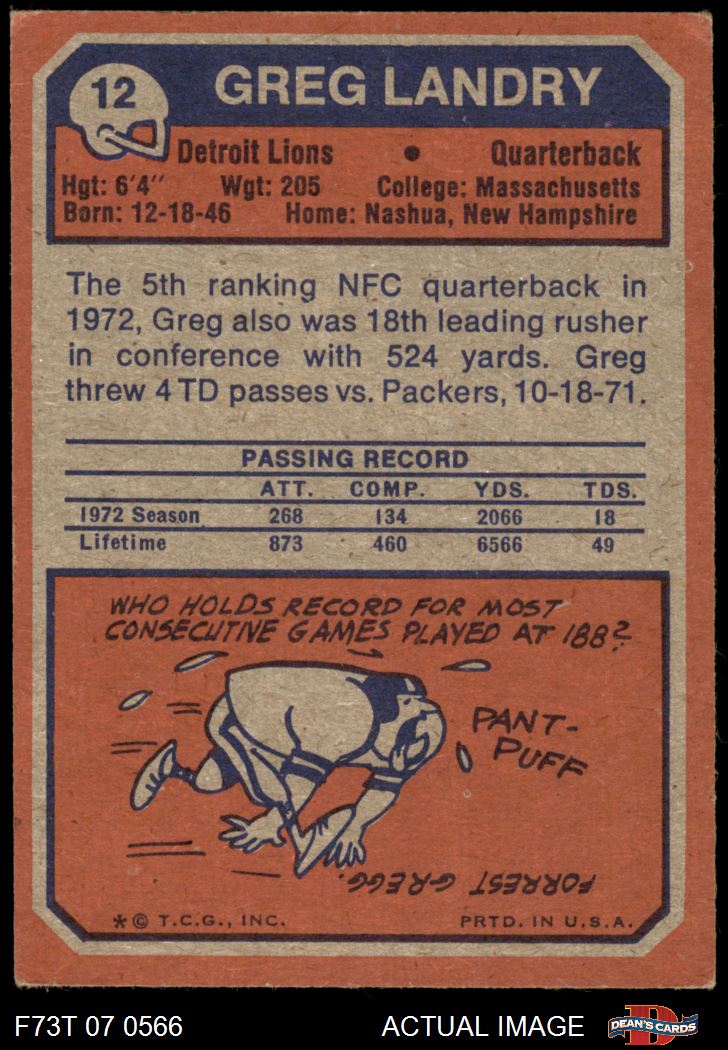 12
GREG LANDRY
Detroit Lions • Quarterback
Hgt: 6'4" Wgt: 205 College: Massachusetts
Born: 12-18-46 Home: Nashua, New Hampshire
The 5th ranking NFC quarterback in
1972, Greg also was 18th leading rusher
in conference with 524 yards. Greg
threw 4 TD passes vs. Packers, 10-18-71.
PASSING RECORD
ATT. COMP. YDS. TDS.
1972 Season 268 134 2066 18
Lifetime 873 460 6566 49
WHO HOLDS RECORD FOR MOST
CONSECUTIVE GAMES PLAYED AT 188?
PANT-
PUFF
FORREST GREGG.
* © T.C.G., INC. PRTD. IN U.S.A.
F73T 07 0566 ACTUAL IMAGE D DEAN'S CARDS